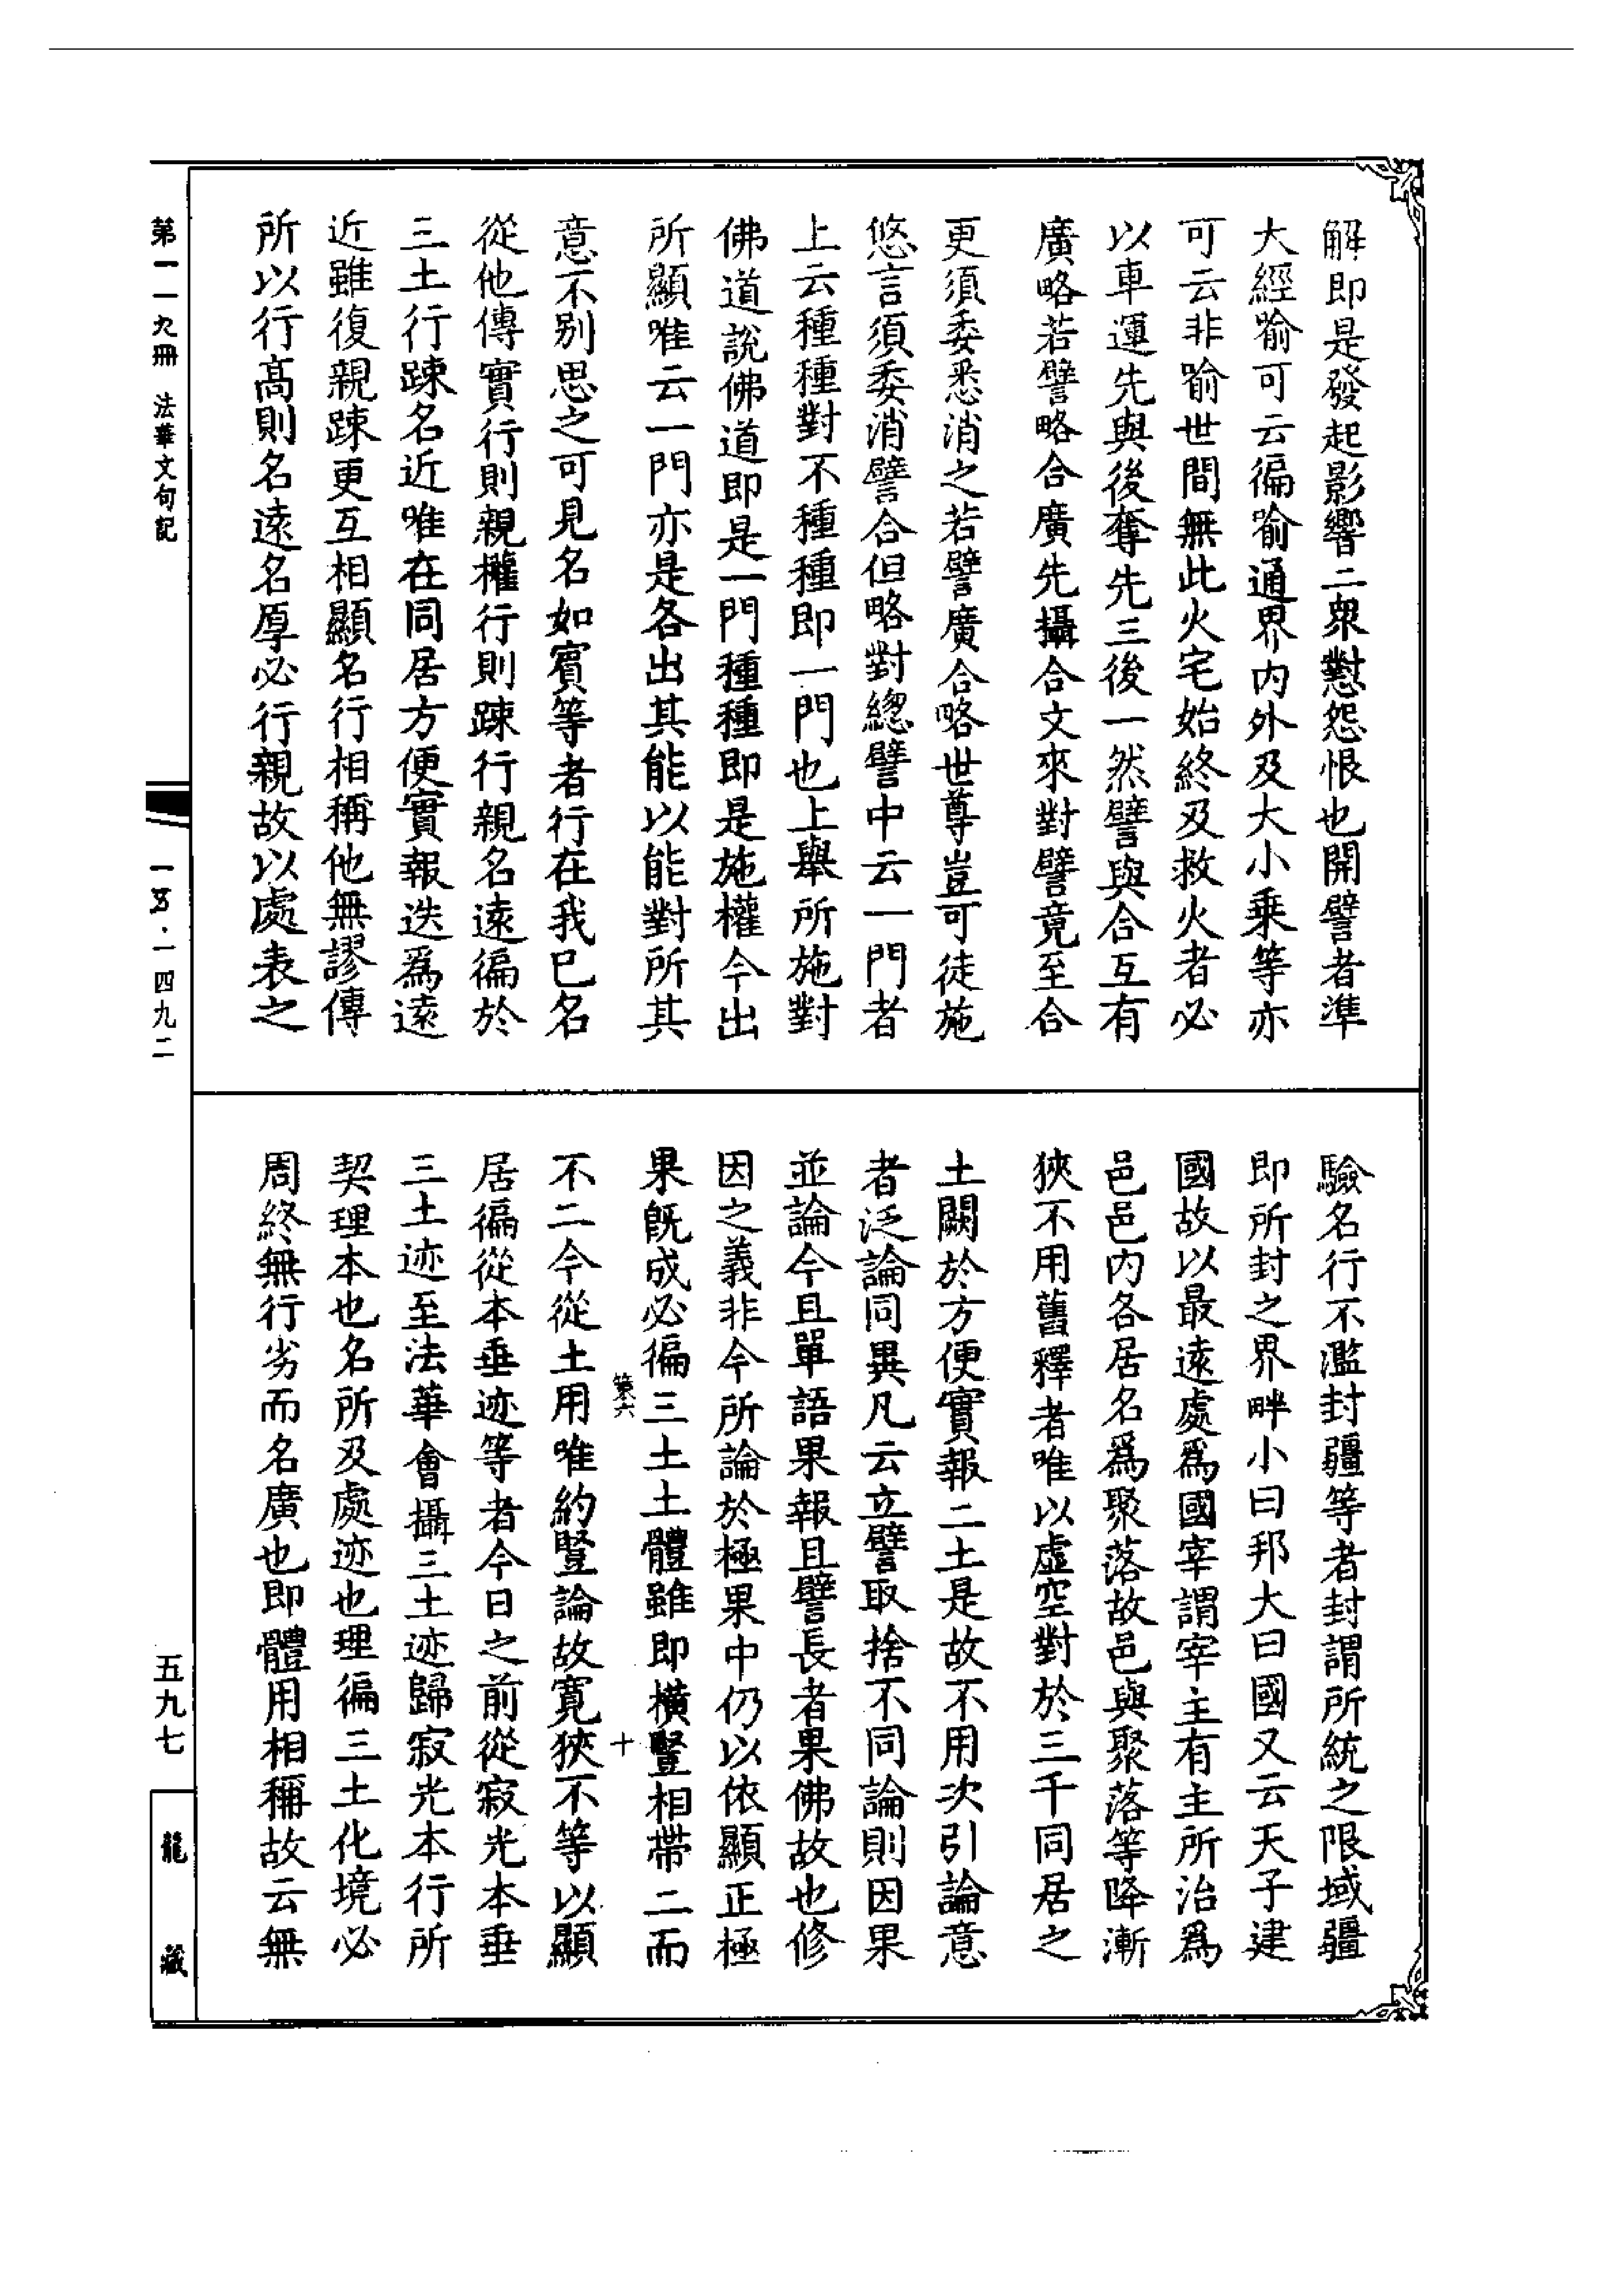 解即是發起影響二衆懟怨恨也開譬者準
大經喻可云徧喻通界内外及大小乗等亦
可云非喻世間無此火宅始終及救火者必
以車運先與後奪先三後一然譬與合互有
廣略若譬略合廣先攝合文來對譬竟至合
更須委悉消之若譬廣合略世尊豈可徒施
悠言須委消譬合但略對總譬中云一門者
上云種種對不種種即一門也上舉所施對
佛道説佛道即是一門種種即是施權今出
所顯唯云一門亦是各出其能以能對所其
意不别思之可見名如賓等者行在我已名
從他傳實行則親權行則踈行親名遠徧於
三土行踈名近唯在同居方便實報迭爲遠
近雖復親踈更互相顯名行相稱他無謬傳
所以行髙則名遠名厚必行親故以處表之
驗名行不濫封疆等者封謂所統之限域疆
即所封之界畔小曰邦大曰國又云天子建
國故以最遠處爲國宰謂宰主有主所治爲
邑邑内各居名爲聚落故邑與聚落等降漸
狹不用舊釋者唯以虛空對於三千同居之
土闕於方便實報二土是故不用次引論意
者泛論同異凡云立譬取捨不同論則因果
並論今且單語果報且譬長者果佛故也修
因之義非今所論於極果中仍以依顯正極
果旣成必徧三土土體雖即橫豎相帶二而
䇿六 十
不二今從土用唯約豎論故寛狹不等以顯
居徧從本垂迹等者今日之前從寂光本垂
三土迹至法華會攝三土迹歸寂光本行所
契理本也名所及處迹也理徧三土化境必
周終無行劣而名廣也即體用相稱故云無
第一一九冊 法華文句記
一五·一四九二
五九七
龍藏